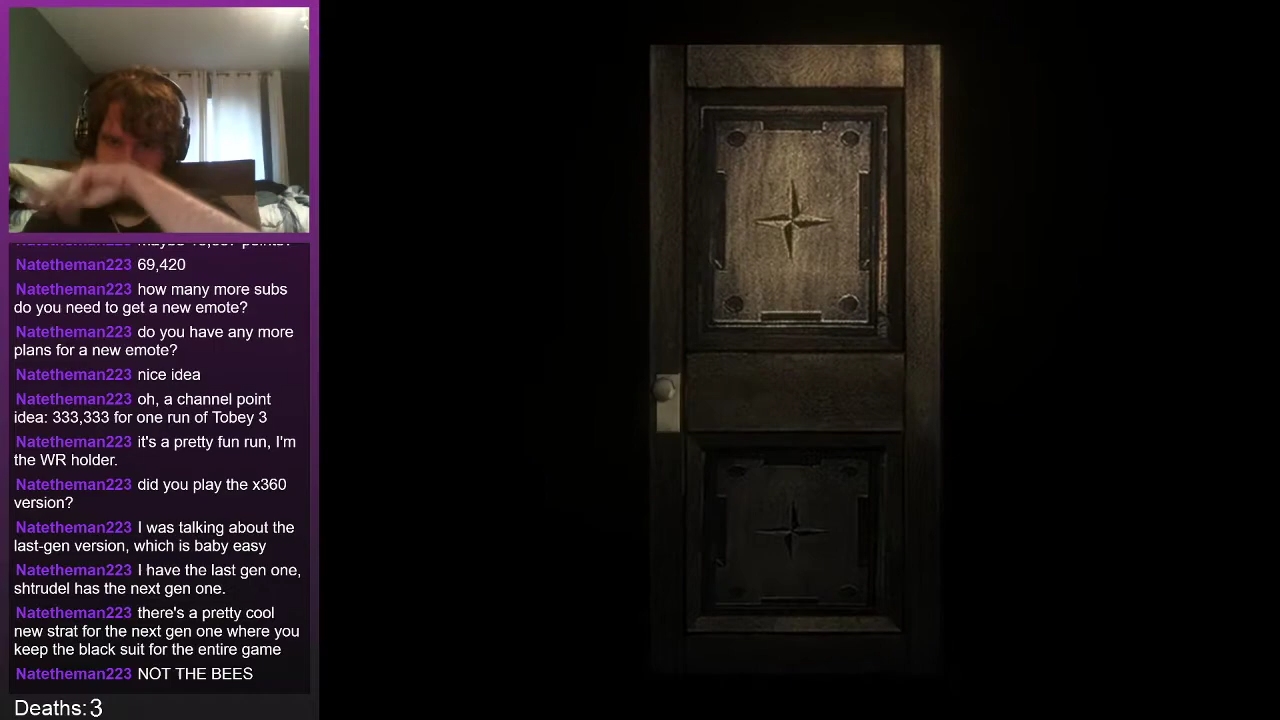 Natetheman223 69,420
Natetheman223 how many more subs
do you need to get a new emote?
Natetheman223 do you have any more
plans for a new emote?
Natetheman223 nice idea
Natetheman223 oh, a channel point
idea: 333,333 for one run of Tobey 3
Natetheman223 it's a pretty fun run, I'm
the WR holder.
Natetheman223 did you play the x360
version?
Natetheman223 I was talking about the
last-gen version, which is baby easy
Natetheman223 I have the last gen one,
shtrudel has the next gen one.
Natetheman223 there's a pretty cool
new strat for the next gen one where you
keep the black suit for the entire game
Natetheman223 NOT THE BEES
Deaths:3